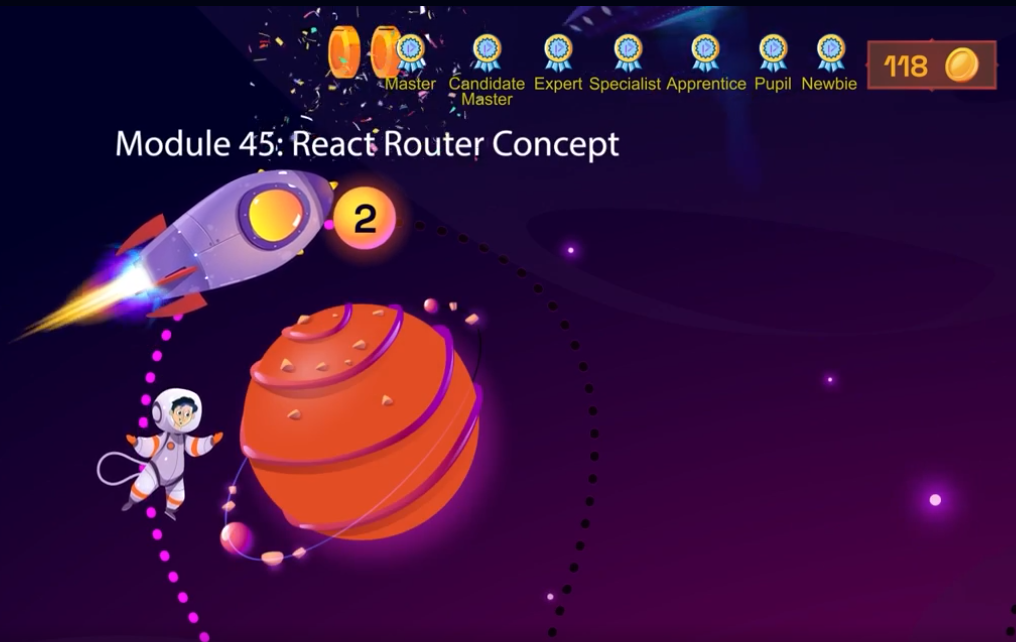 Master Candidate Master Expert Specialist Apprentice Pupil Newbie
118
Module 45: React Router Concept
2